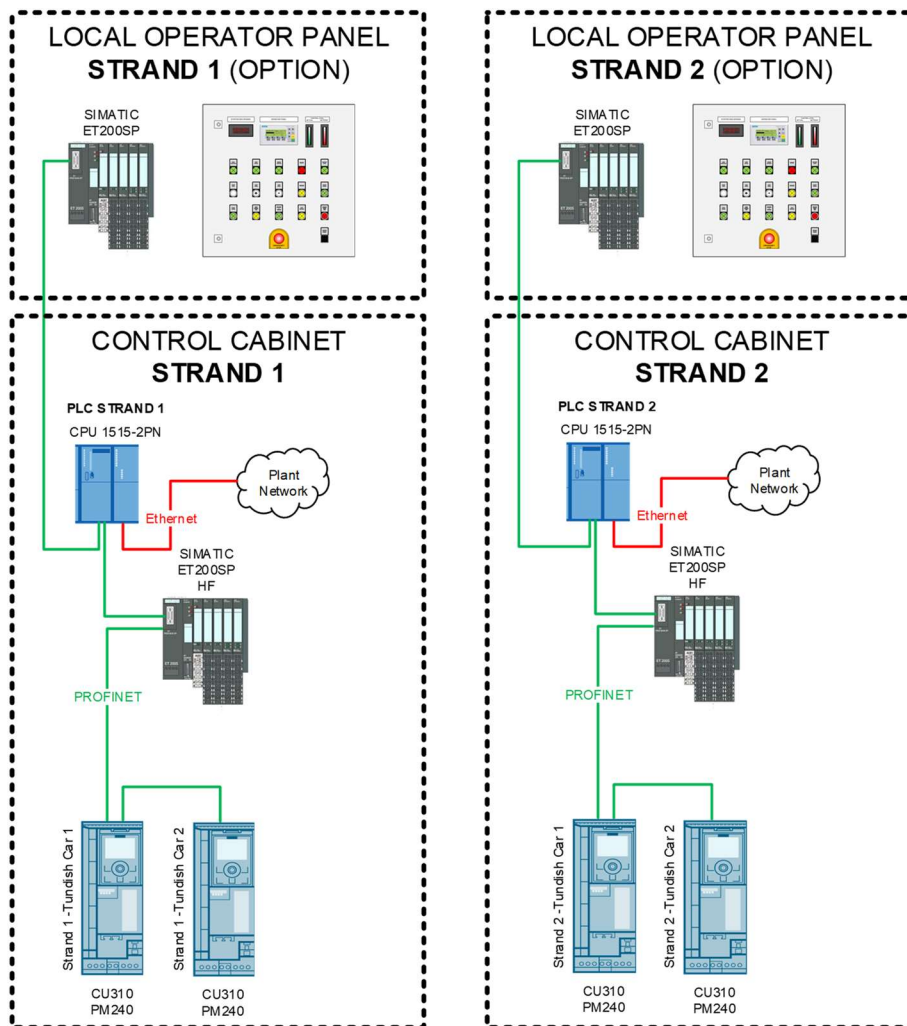 LOCAL OPERATOR PANEL
STRAND 1 (OPTION)
SIMATIC
ET200SP
CONTROL CABINET
STRAND 1
PLC STRAND 1
CPU 1515-2PN
Plant
Network
Ethernet
SIMATIC
ET200SP
HF
PROFINET
Strand 1 -Tundish Car 1
Strand 1 -Tundish Car 2
CU310
PM240
CU310
PM240
LOCAL OPERATOR PANEL
STRAND 2 (OPTION)
SIMATIC
ET200SP
CONTROL CABINET
STRAND 2
PLC STRAND 2
CPU 1515-2PN
Plant
Network
Ethernet
SIMATIC
ET200SP
HF
PROFINET
Strand 2 -Tundish Car 1
Strand 2 -Tundish Car 2
CU310
PM240
CU310
PM240